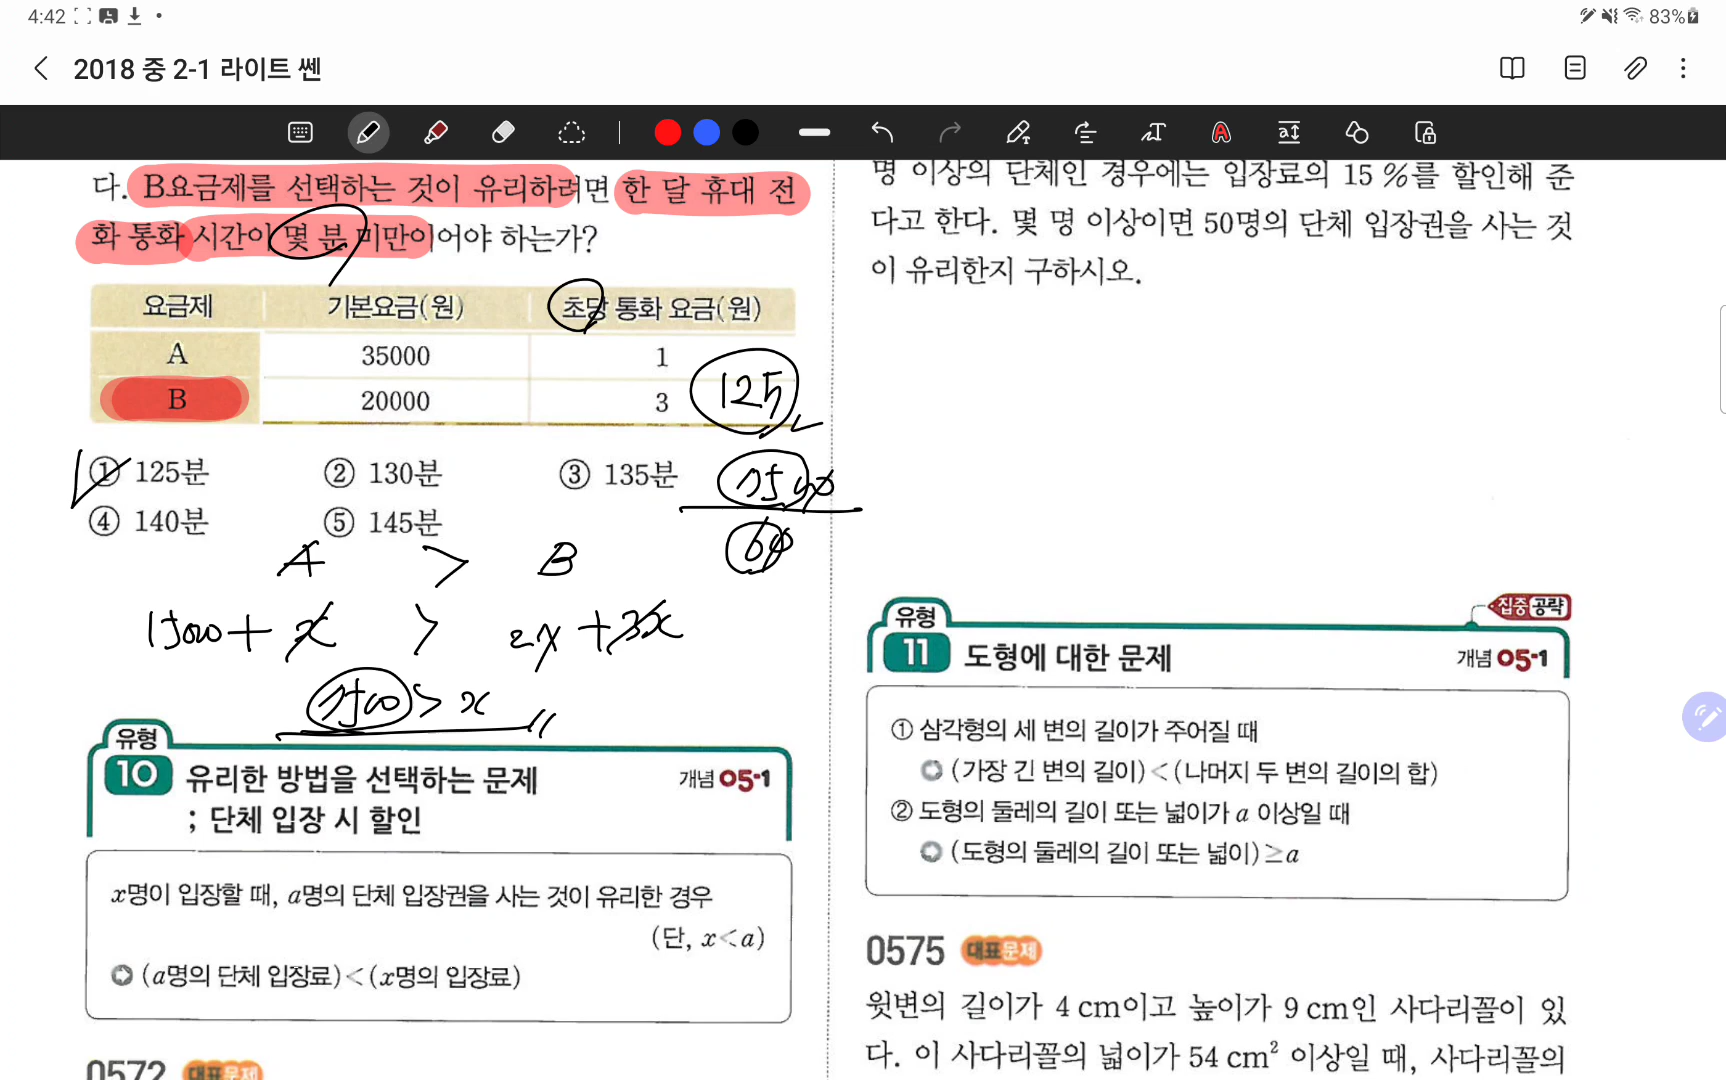 4:42
83%
2018 중 2-1 라이트 쎈
다. B요금제를 선택하는 것이 유리하려면 한 달 휴대 전
화 통화 시간이 몇 분 미만이어야 하는가?
요금제 기본요금(원) 초당 통화 요금(원)
A 35000 1
B 20000 3
125
① 125분 ② 130분 ③ 135분
④ 140분 ⑤ 145분
60
A > B
15000 + x > 2x + 3x
7500 > x
유형
10 유리한 방법을 선택하는 문제 개념 05-1
; 단체 입장 시 할인
x명이 입장할 때, a명의 단체 입장권을 사는 것이 유리한 경우
(단, x<a)
(a명의 단체 입장료)<(x명의 입장료)
0572 대표문제
명 이상의 단체인 경우에는 입장료의 15 %를 할인해 준
다고 한다. 몇 명 이상이면 50명의 단체 입장권을 사는 것
이 유리한지 구하시오.
집중 공략
유형
11 도형에 대한 문제 개념 05-1
① 삼각형의 세 변의 길이가 주어질 때
(가장 긴 변의 길이)<(나머지 두 변의 길이의 합)
② 도형의 둘레의 길이 또는 넓이가 a 이상일 때
(도형의 둘레의 길이 또는 넓이)≥a
0575 대표문제
윗변의 길이가 4 cm이고 높이가 9 cm인 사다리꼴이 있
다. 이 사다리꼴의 넓이가 54 cm² 이상일 때, 사다리꼴의